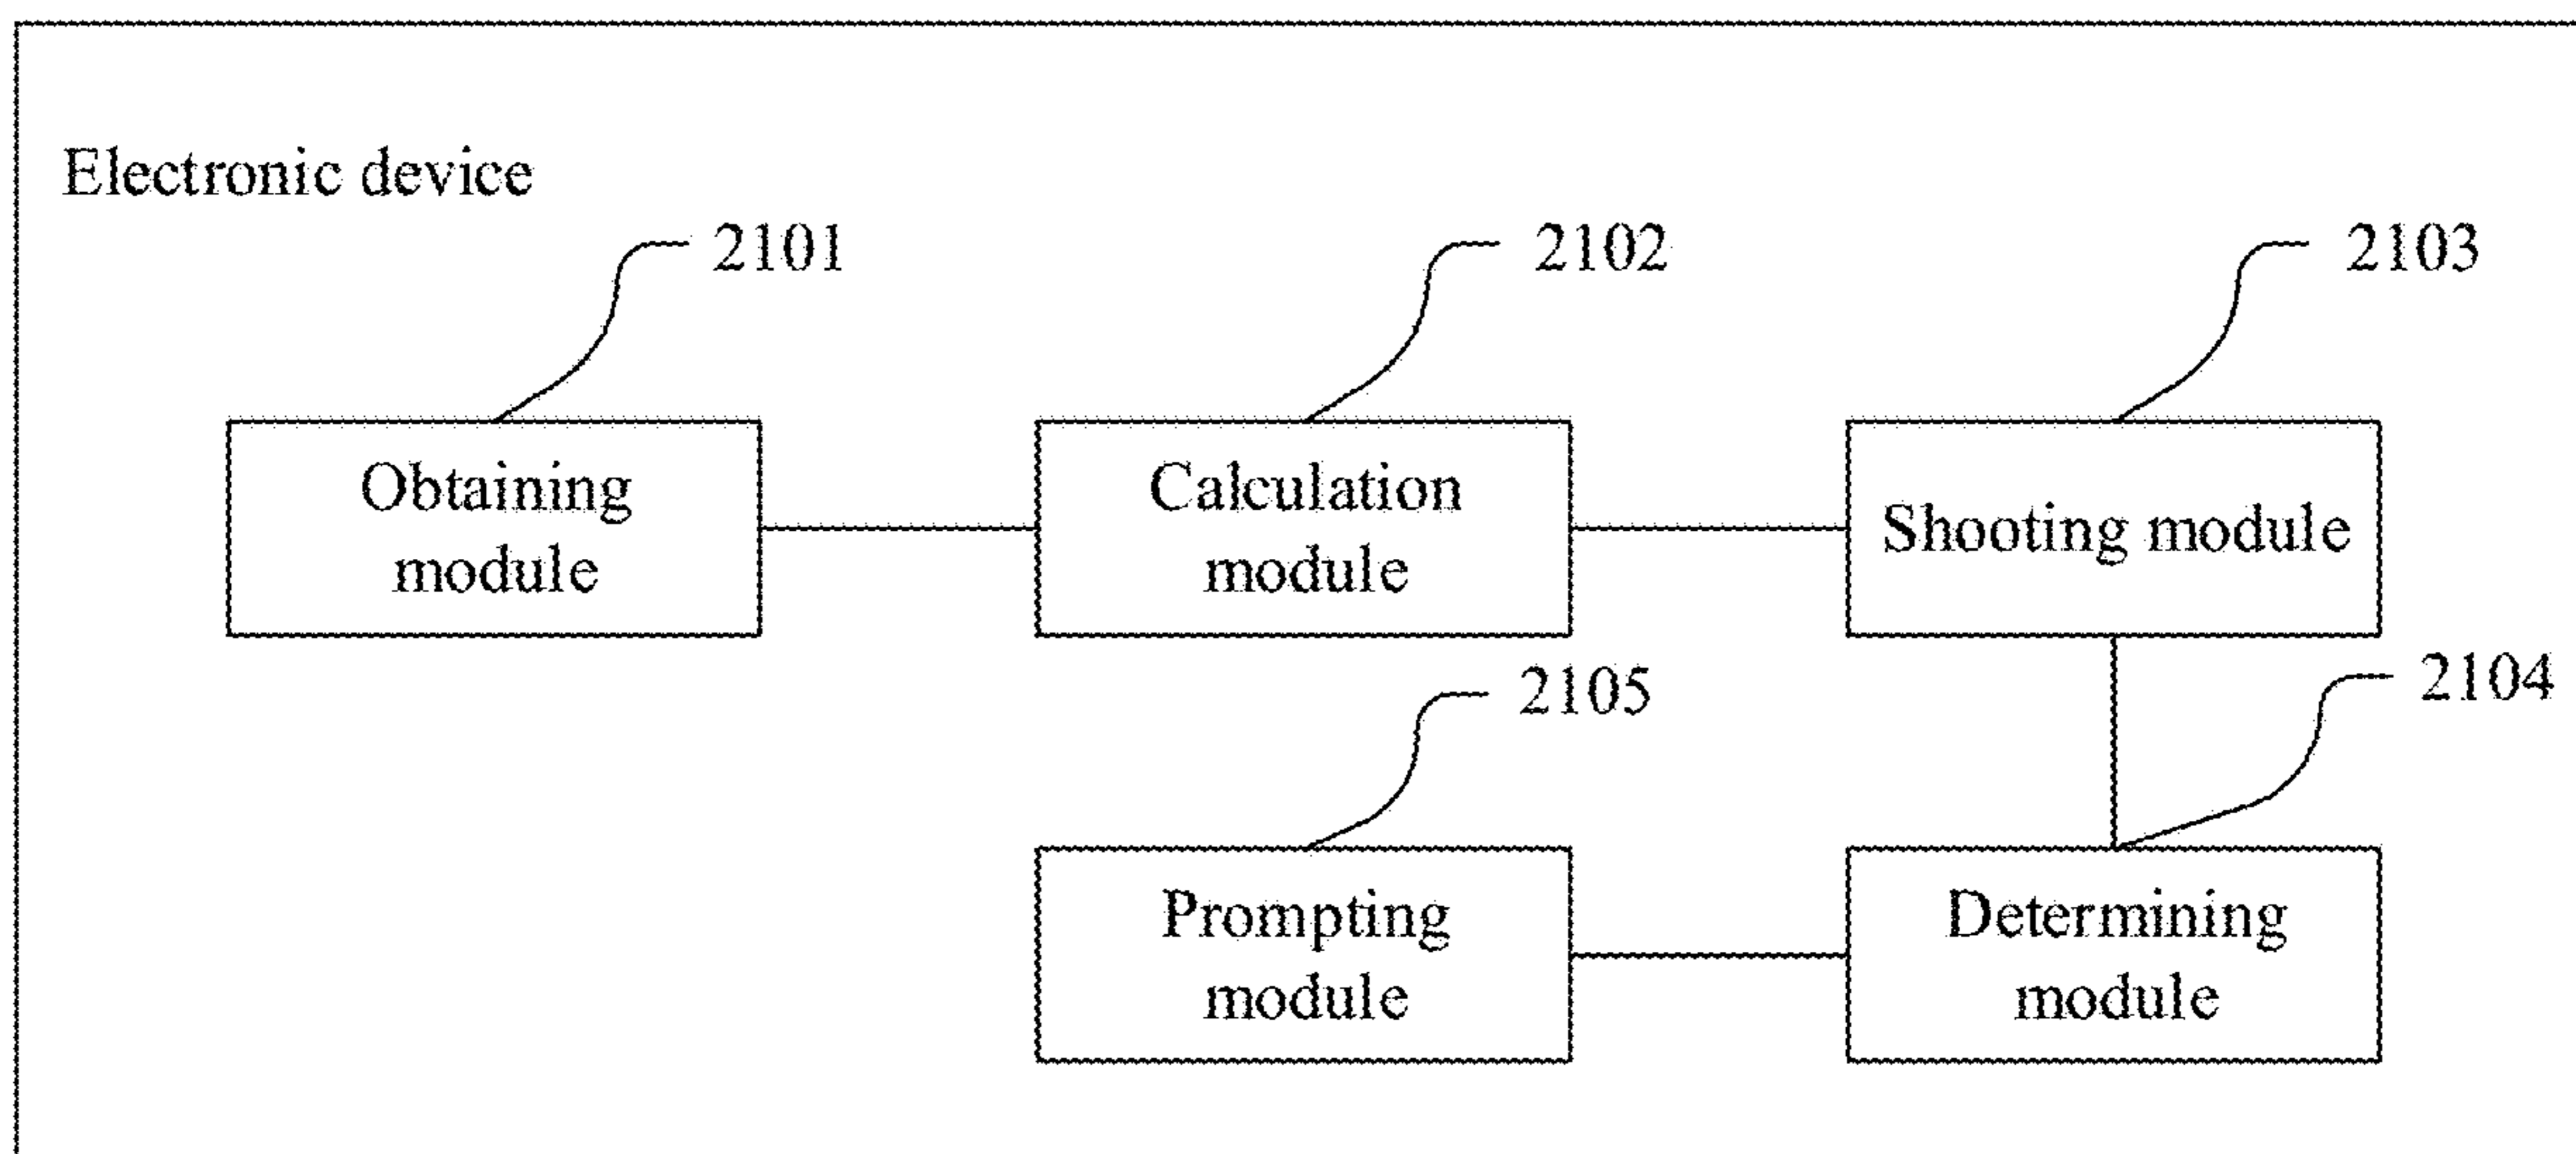 Electronic device
2101
2102
2103
Obtaining
module
Calculation
module
Shooting module
2105
2104
Prompting
module
Determining
module